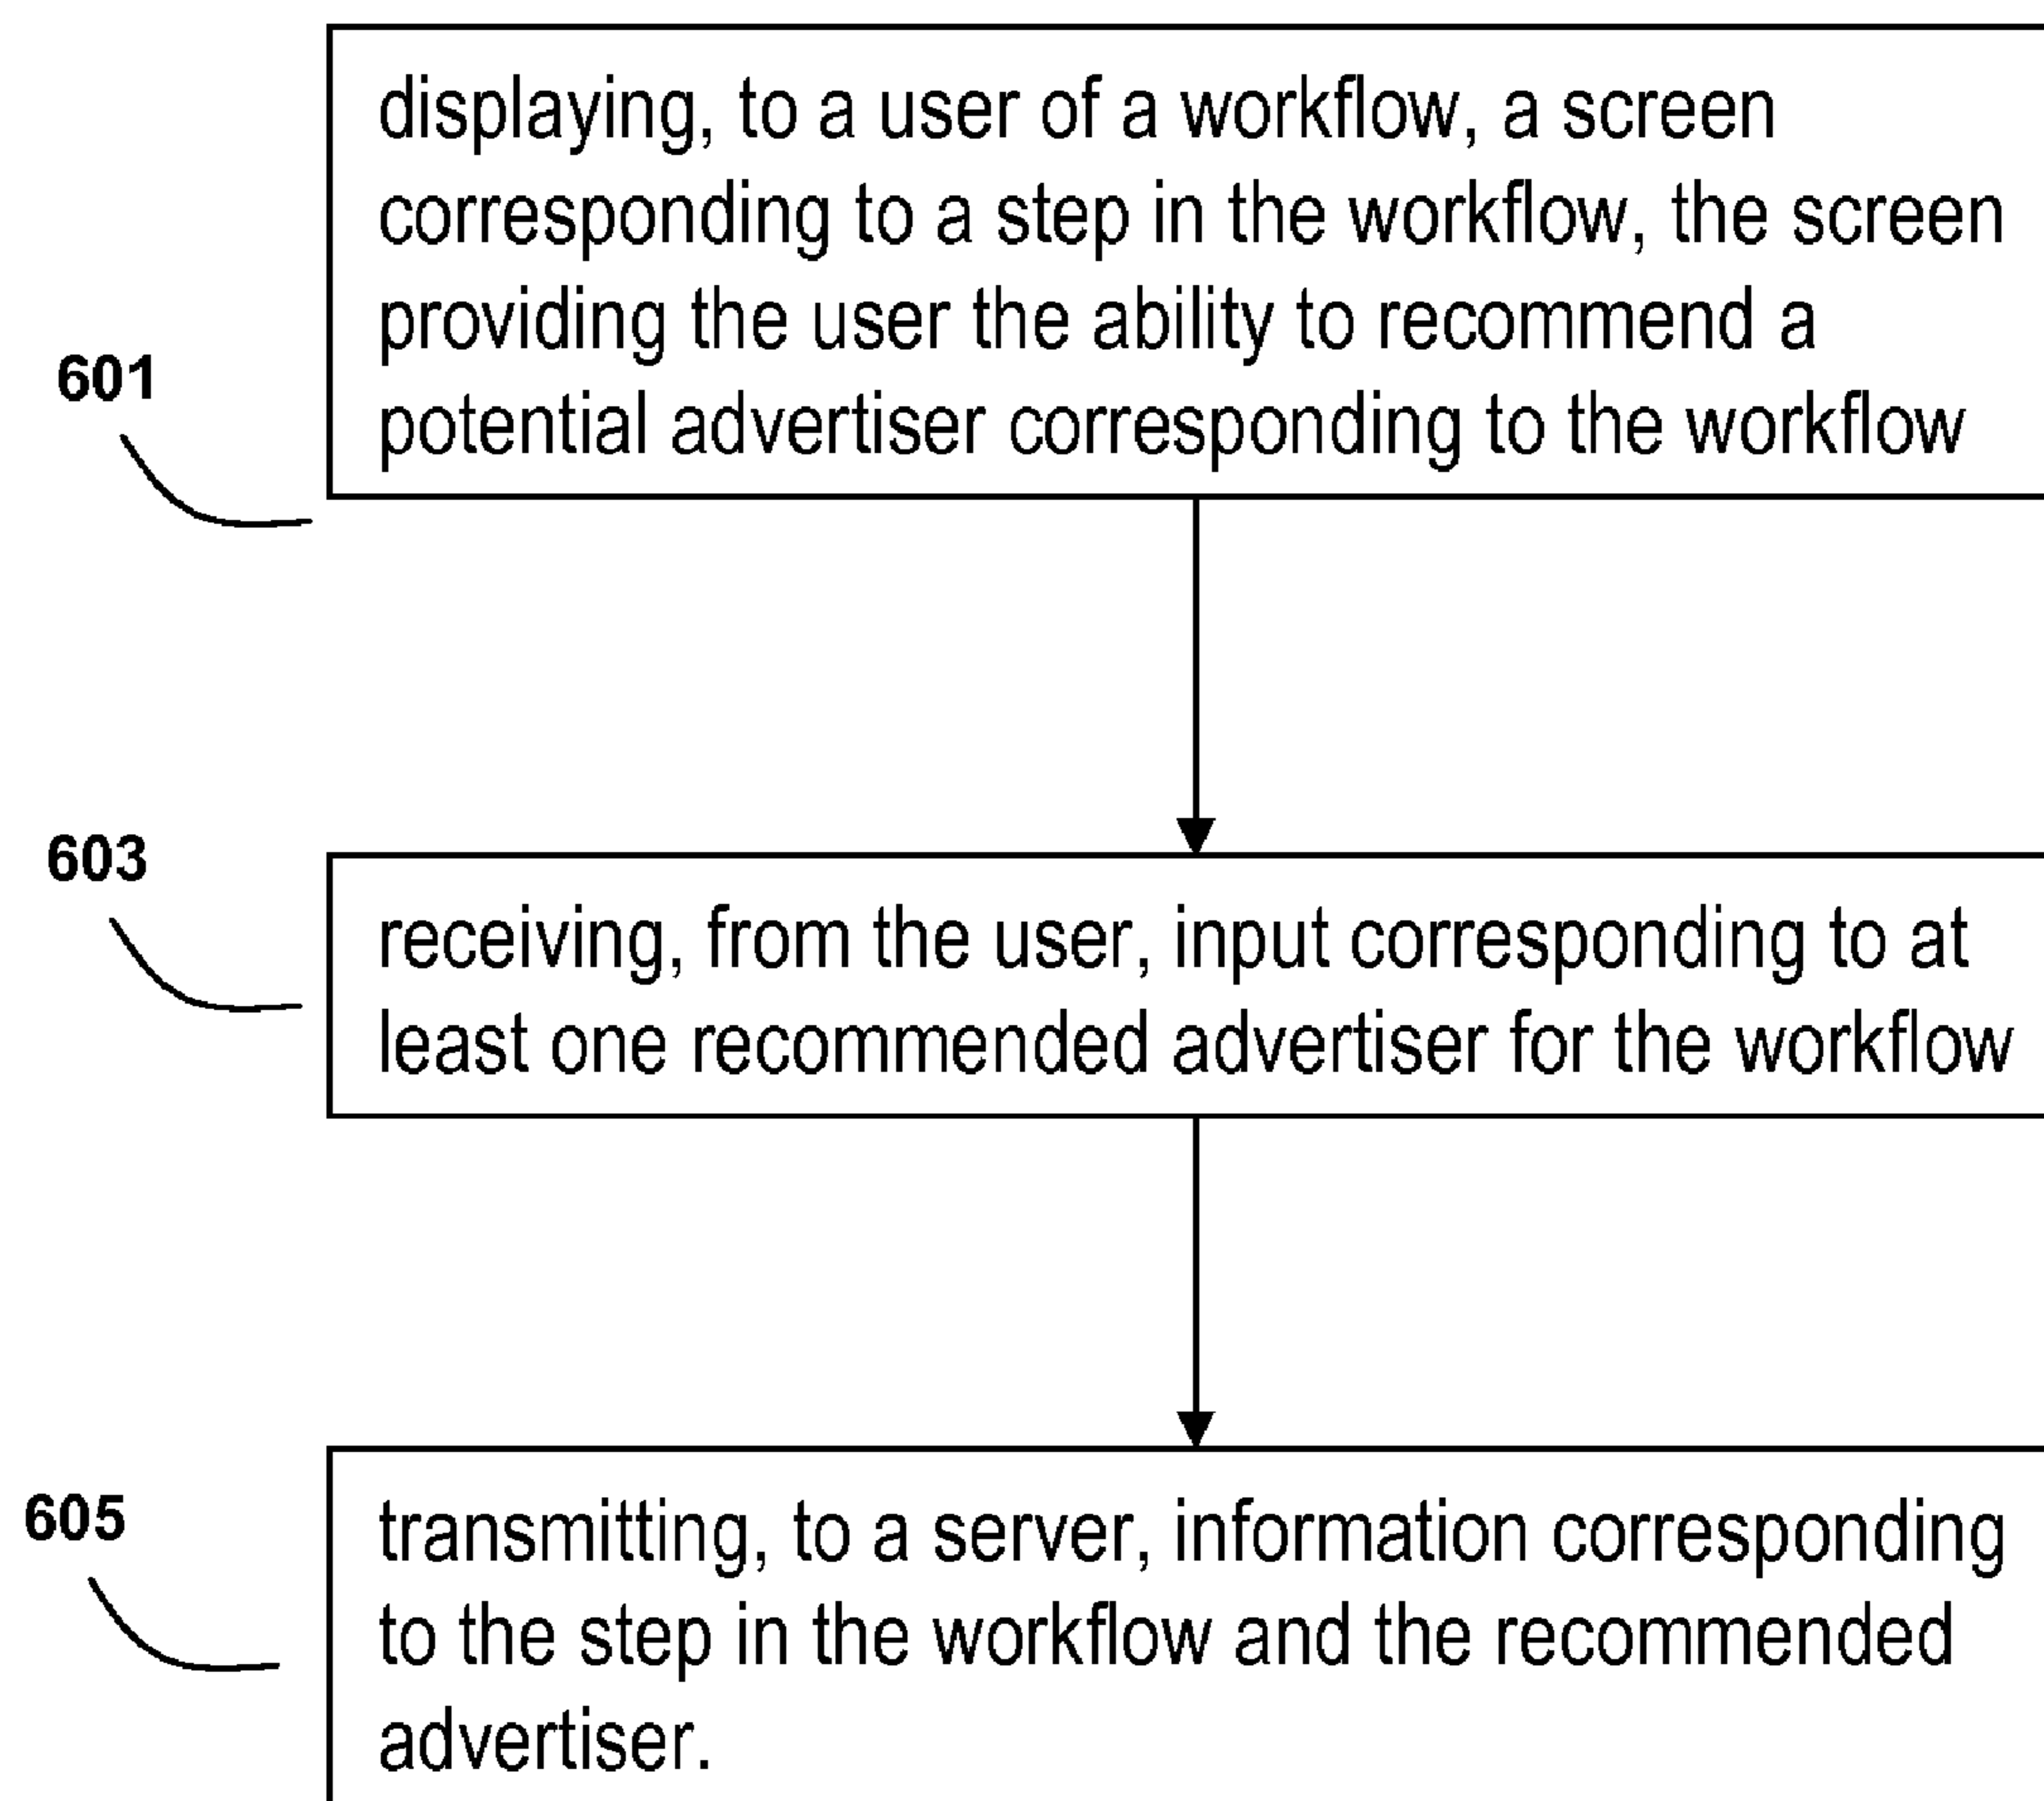 displaying, to a user of a workflow, a screen
corresponding to a step in the workflow, the screen
providing the user the ability to recommend a
potential advertiser corresponding to the workflow
601
603
receiving, from the user, input corresponding to at
least one recommended advertiser for the workflow
605
transmitting, to a server, information corresponding
to the step in the workflow and the recommended
advertiser.